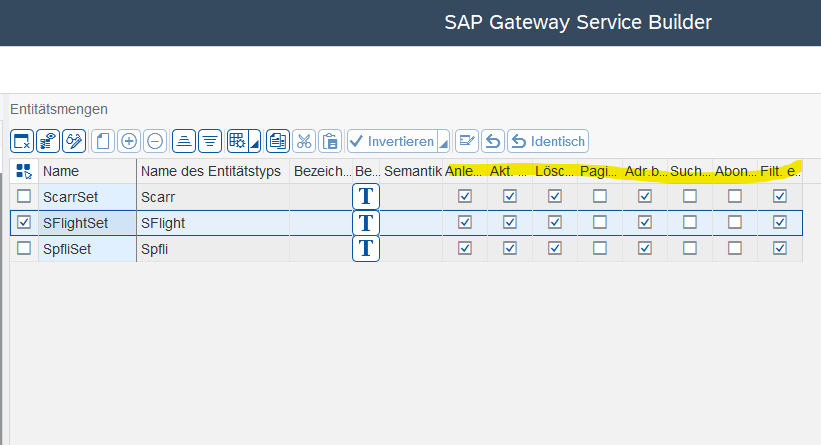 SAP Gateway Service Builder
Entitätsmengen
Invertieren Identisch
Name Name des Entitätstyps Bezeich... Be... Semantik Anle... Akt. ... Lösc... Pagi... Adr.b... Such... Abon... Filt. e...
ScarrSet Scarr T
SFlightSet SFlight T
SpfliSet Spfli T